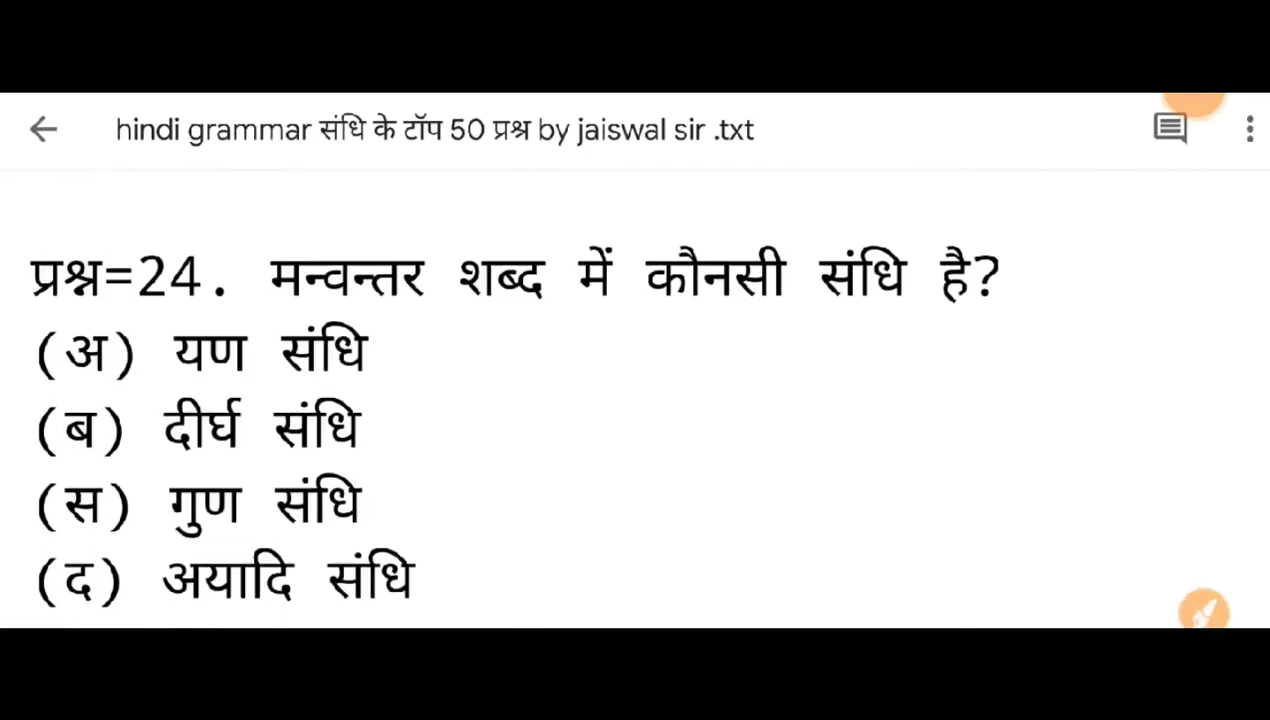 hindi grammar संधि के टॉप 50 प्रश्न by jaiswal sir .txt
प्रश्न=24. मन्वन्तर शब्द में कौनसी संधि है?
(अ) यण संधि
(ब) दीर्घ संधि
(स) गुण संधि
(द) अयादि संधि